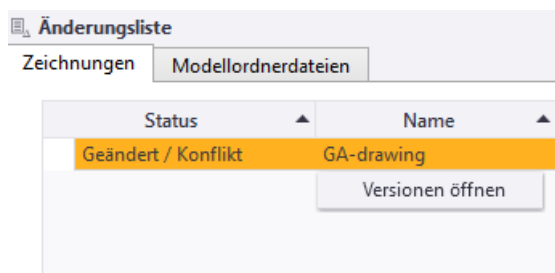 Änderungsliste
Zeichnungen Modellordnerdateien
Status Name
Geändert / Konflikt GA-drawing
Versionen öffnen